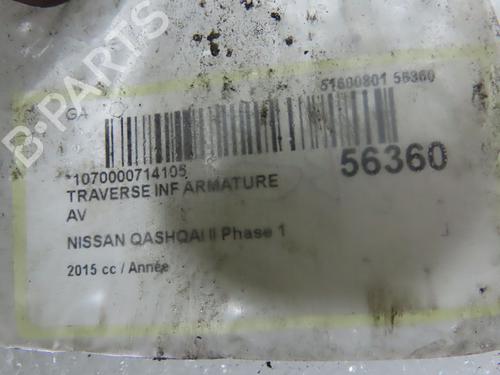 B-PARTS
GA
51600801 56360
56360
*1070000714105
TRAVERSE INF ARMATURE
AV
NISSAN QASHQAI II Phase 1
2015 cc / Année